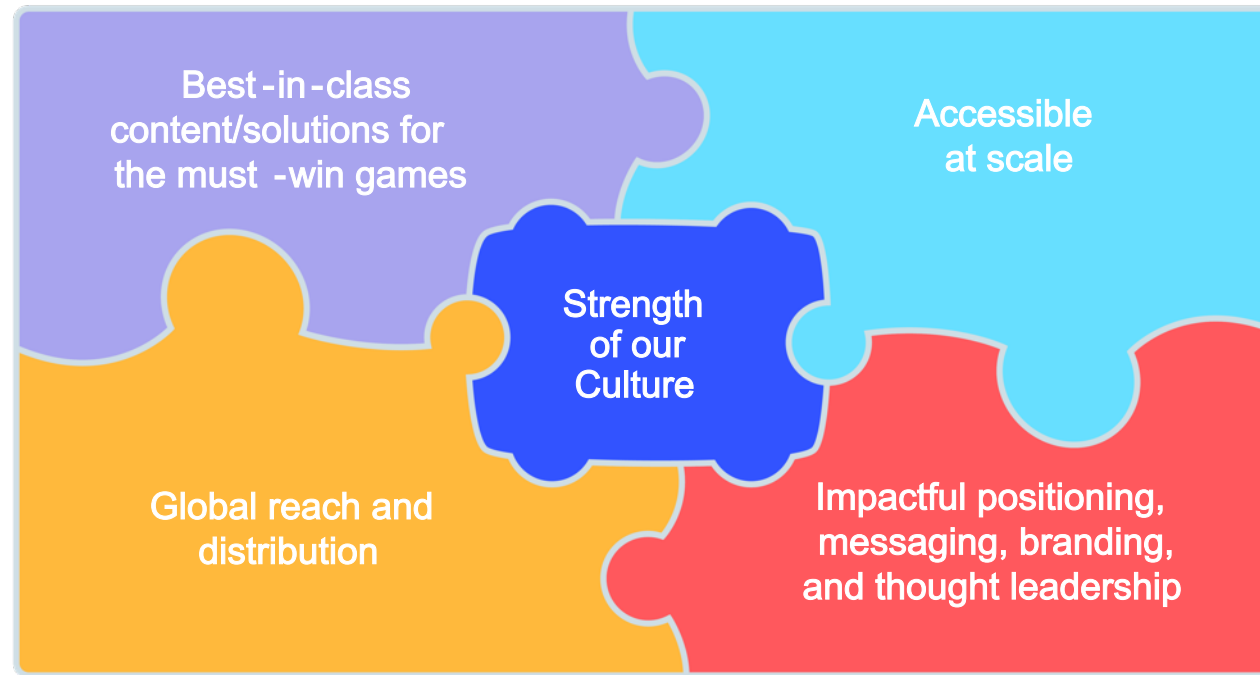 Best-in-class
content/solutions for
the must -win games
Accessible
at scale
Strength
of our
Culture
Global reach and
distribution
Impactful positioning,
messaging, branding,
and thought leadership